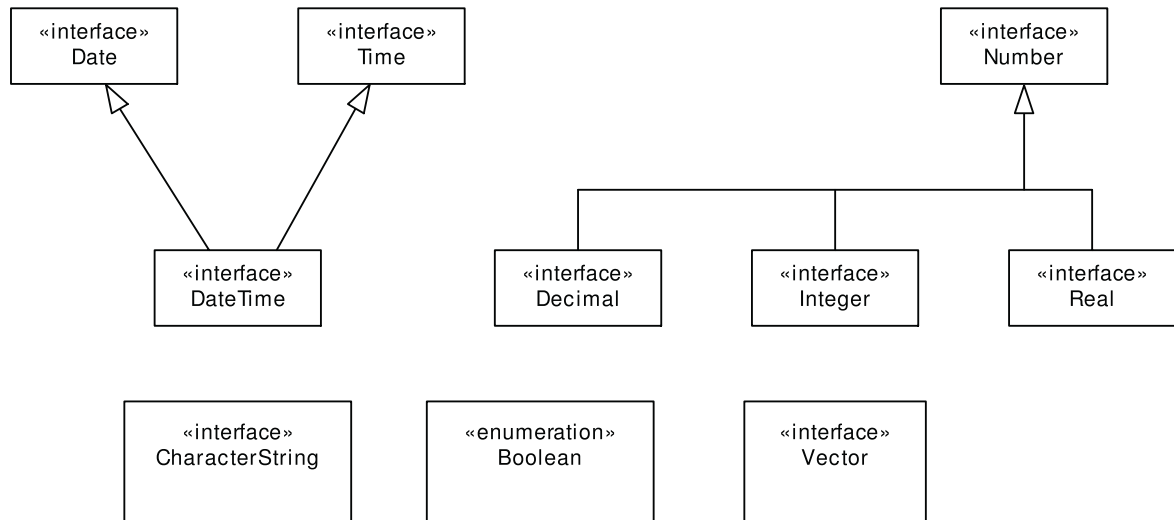 «interface»
Date
«interface»
Time
«interface»
Number
«interface»
DateTime
«interface»
Decimal
«interface»
Integer
«interface»
Real
«interface»
CharacterString
«enumeration»
Boolean
«interface»
Vector